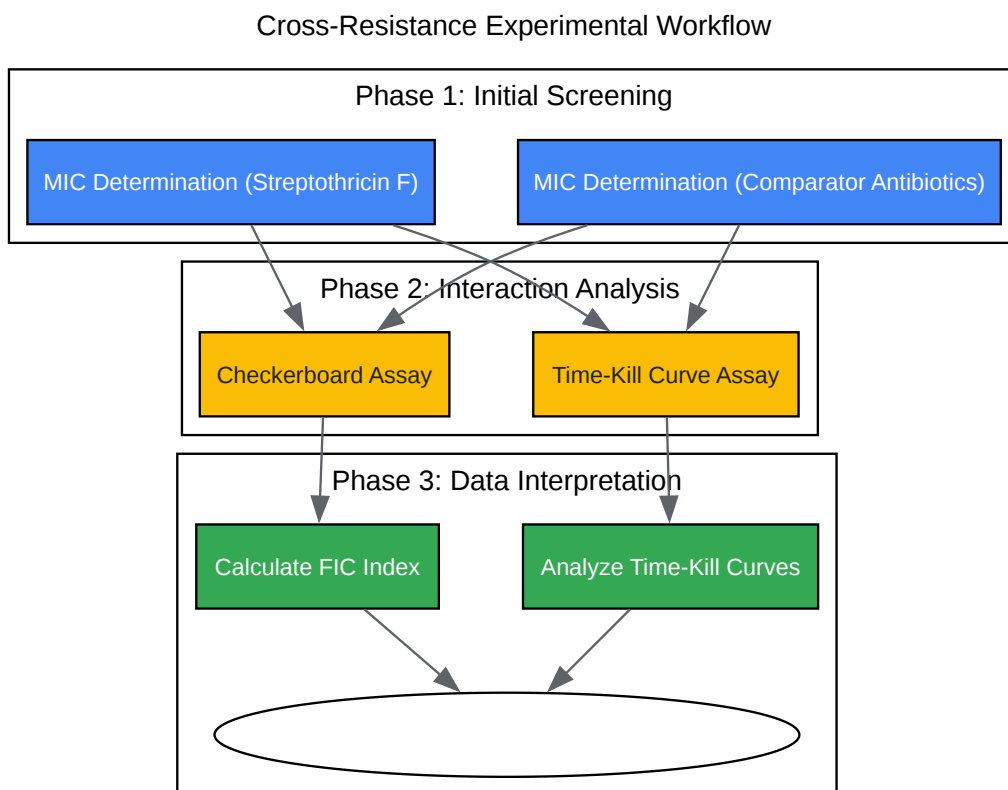 Cross-Resistance Experimental Workflow
Phase 1: Initial Screening
MIC Determination (Streptothricin F)
MIC Determination (Comparator Antibiotics)
Phase 2: Interaction Analysis
Checkerboard Assay
Time-Kill Curve Assay
Phase 3: Data Interpretation
Calculate FIC Index
Analyze Time-Kill Curves